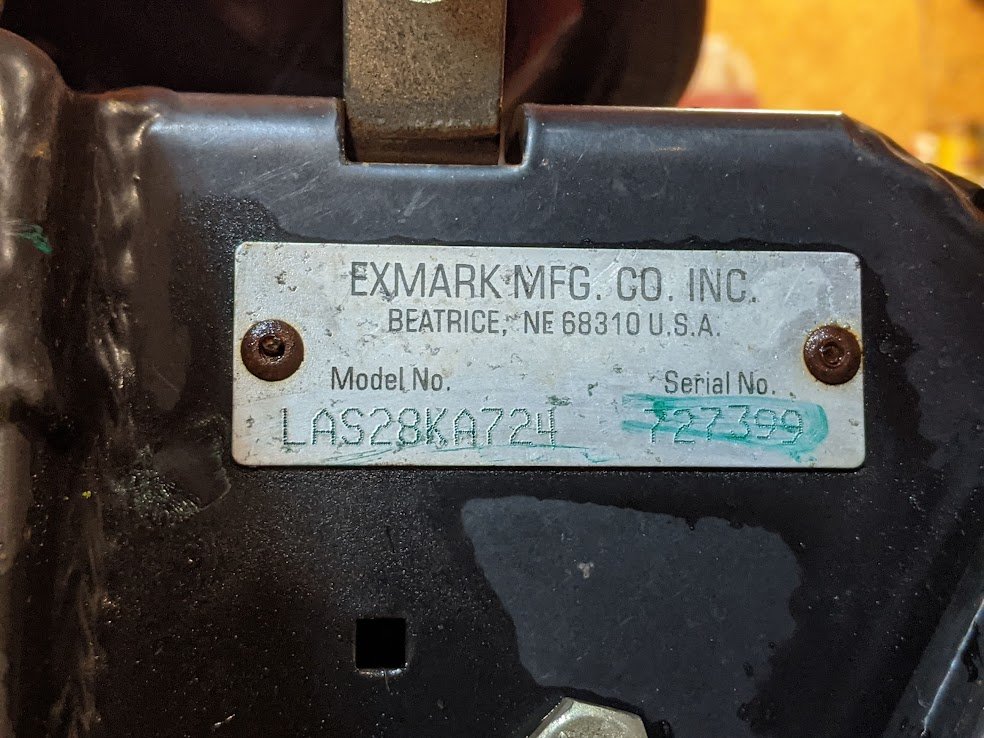 EXMARK MFG. CO. INC.
BEATRICE, NE 68310 U.S.A.
Model No. Serial No.
LAS28KA724 727399